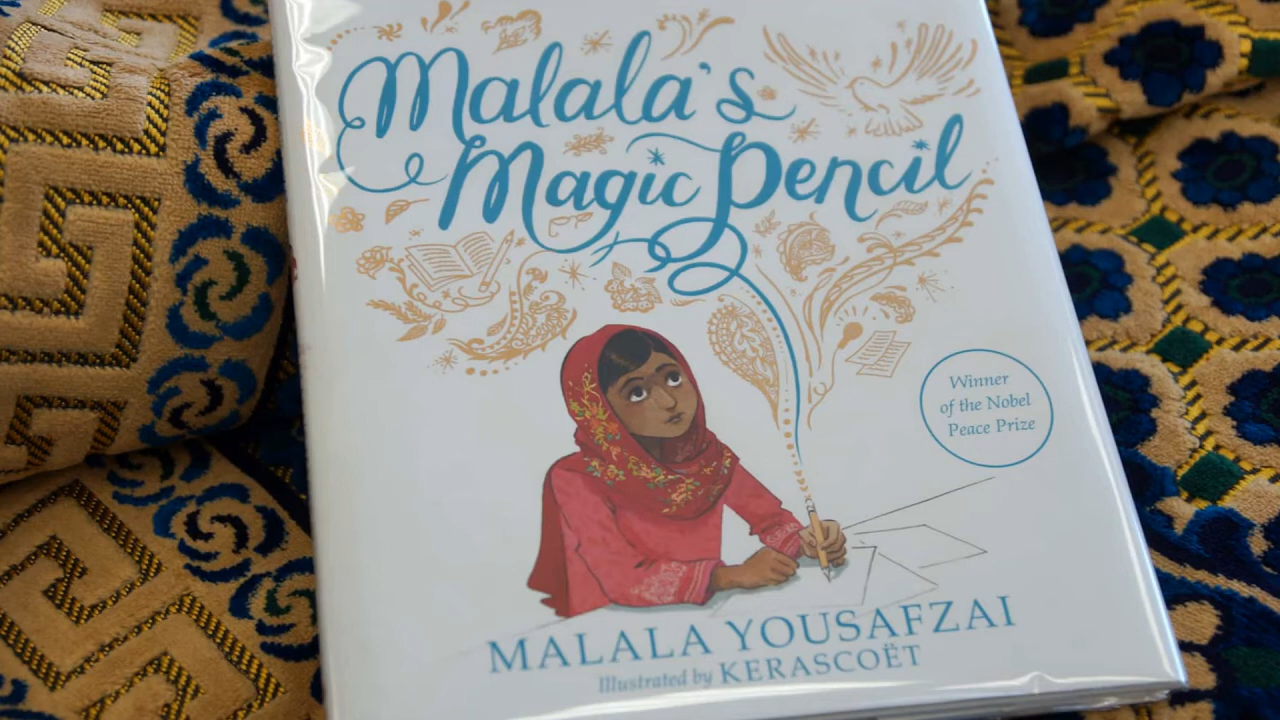 Malala's
Magic Pencil
Winner
of the Nobel
Peace Prize
MALALA YOUSAFZAI
Illustrated by KERASCOËT